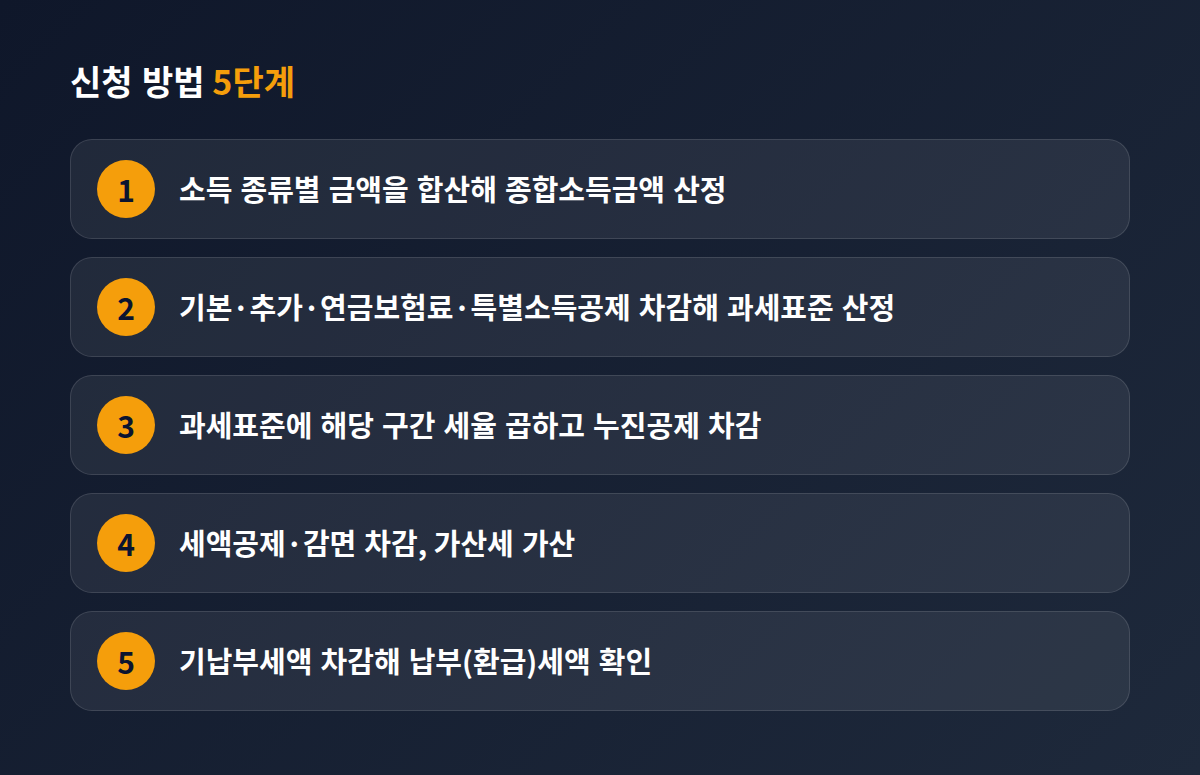 신청 방법 5단계
1 소득 종류별 금액을 합산해 종합소득금액 산정
2 기본·추가·연금보험료·특별소득공제 차감해 과세표준 산정
3 과세표준에 해당 구간 세율 곱하고 누진공제 차감
4 세액공제·감면 차감, 가산세 가산
5 기납부세액 차감해 납부(환급)세액 확인